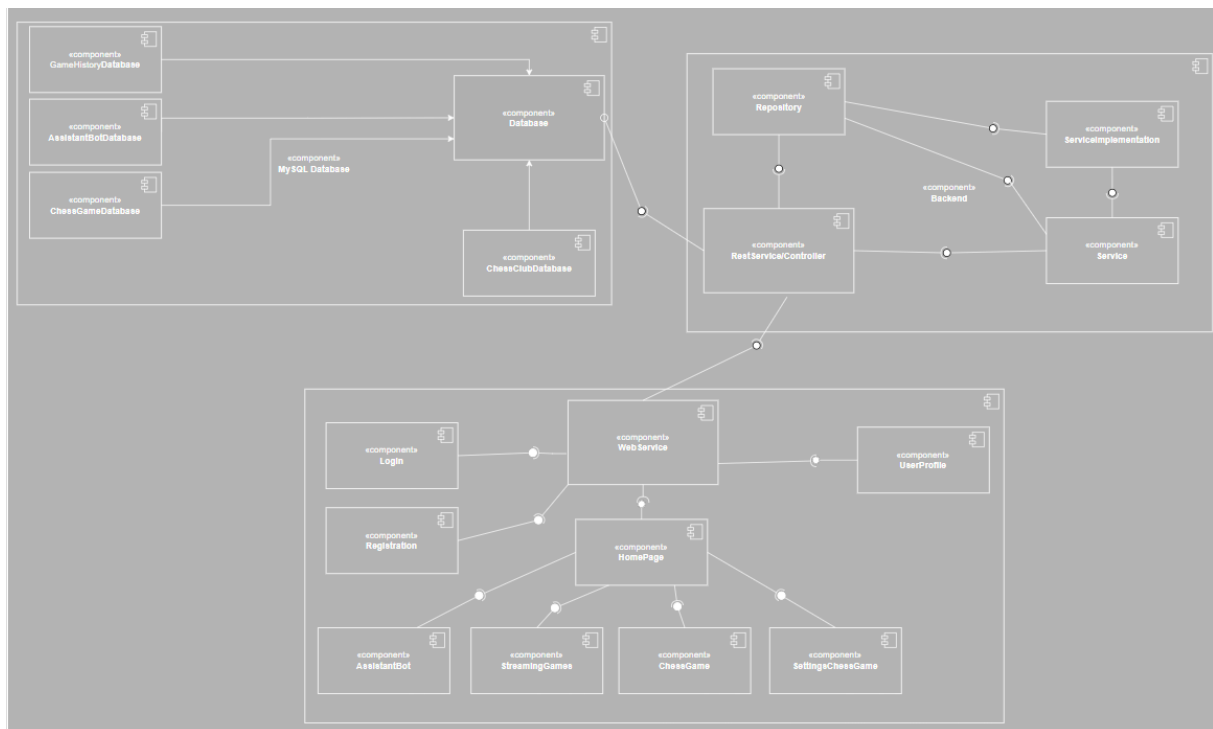 «component»
GameHistoryDatabase
«component»
AssistantBotDatabase
«component»
ChessGameDatabase
«component»
MySQL Database
«component»
Database
«component»
ChessClubDatabase
«component»
Repository
«component»
ServiceImplementation
«component»
Backend
«component»
RestService/Controller
«component»
Service
«component»
Login
«component»
WebService
«component»
UserProfile
«component»
Registration
«component»
HomePage
«component»
AssistantBot
«component»
StreamingGames
«component»
ChessGame
«component»
SettingsChessGame